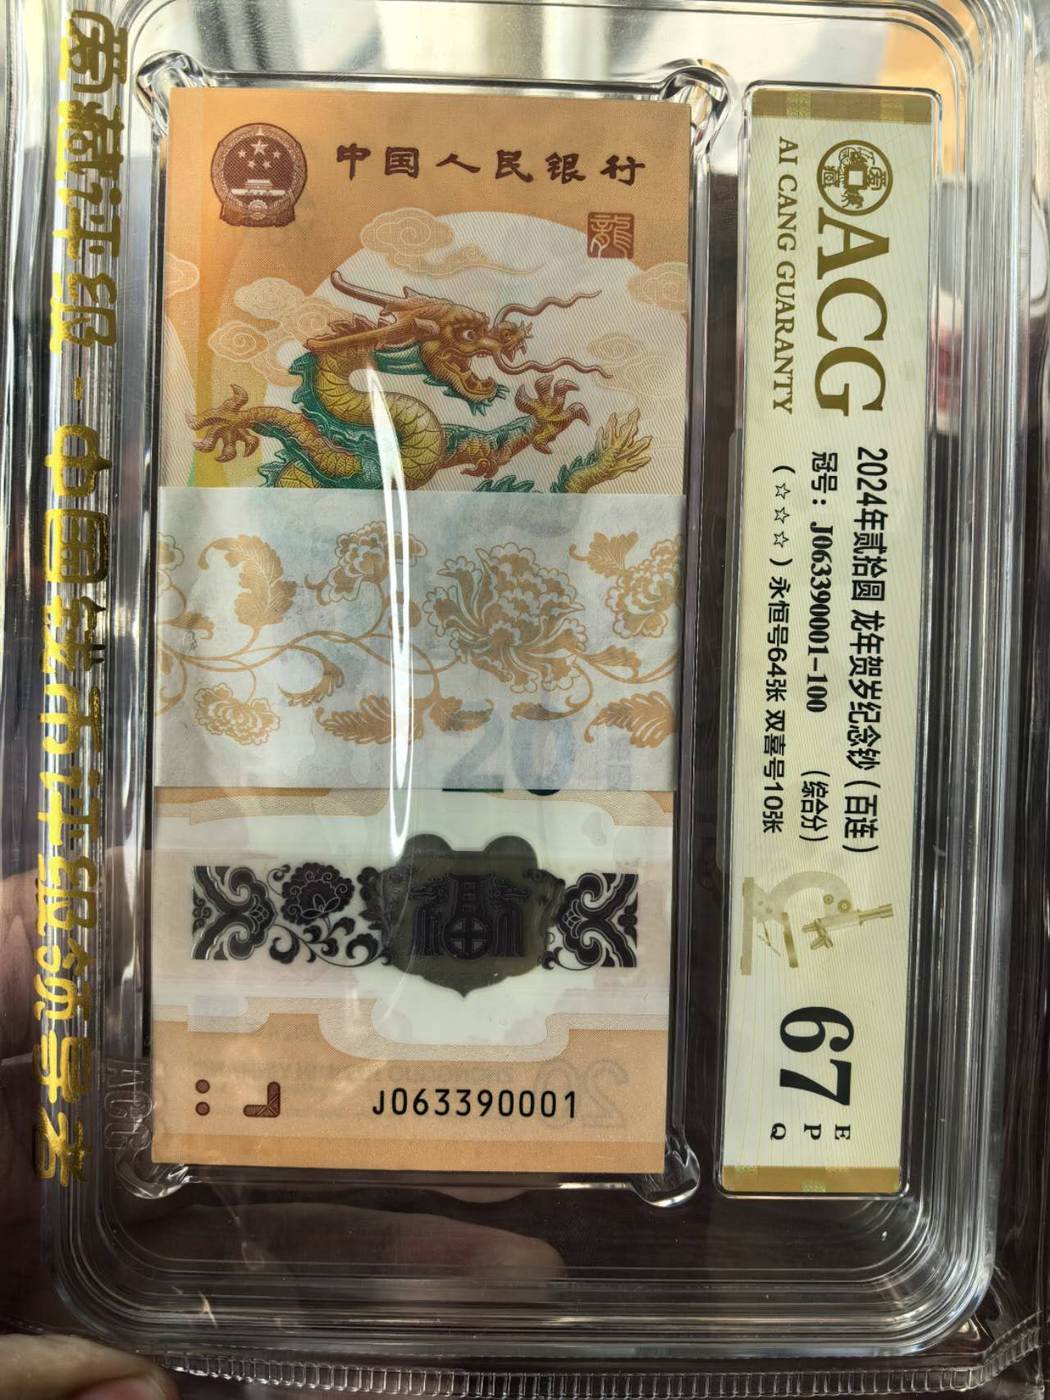 爱藏评级 - 中国钱币评级领导者
中国人民银行
龍
20
J063390001
ACG
AI CANG GUARANTY
2024年贰拾圆 龙年贺岁纪念钞（百连）
冠号：J063390001-100 （综合分）
（☆☆☆）永恒号64张 双喜号10张
67
EPQ
ACG